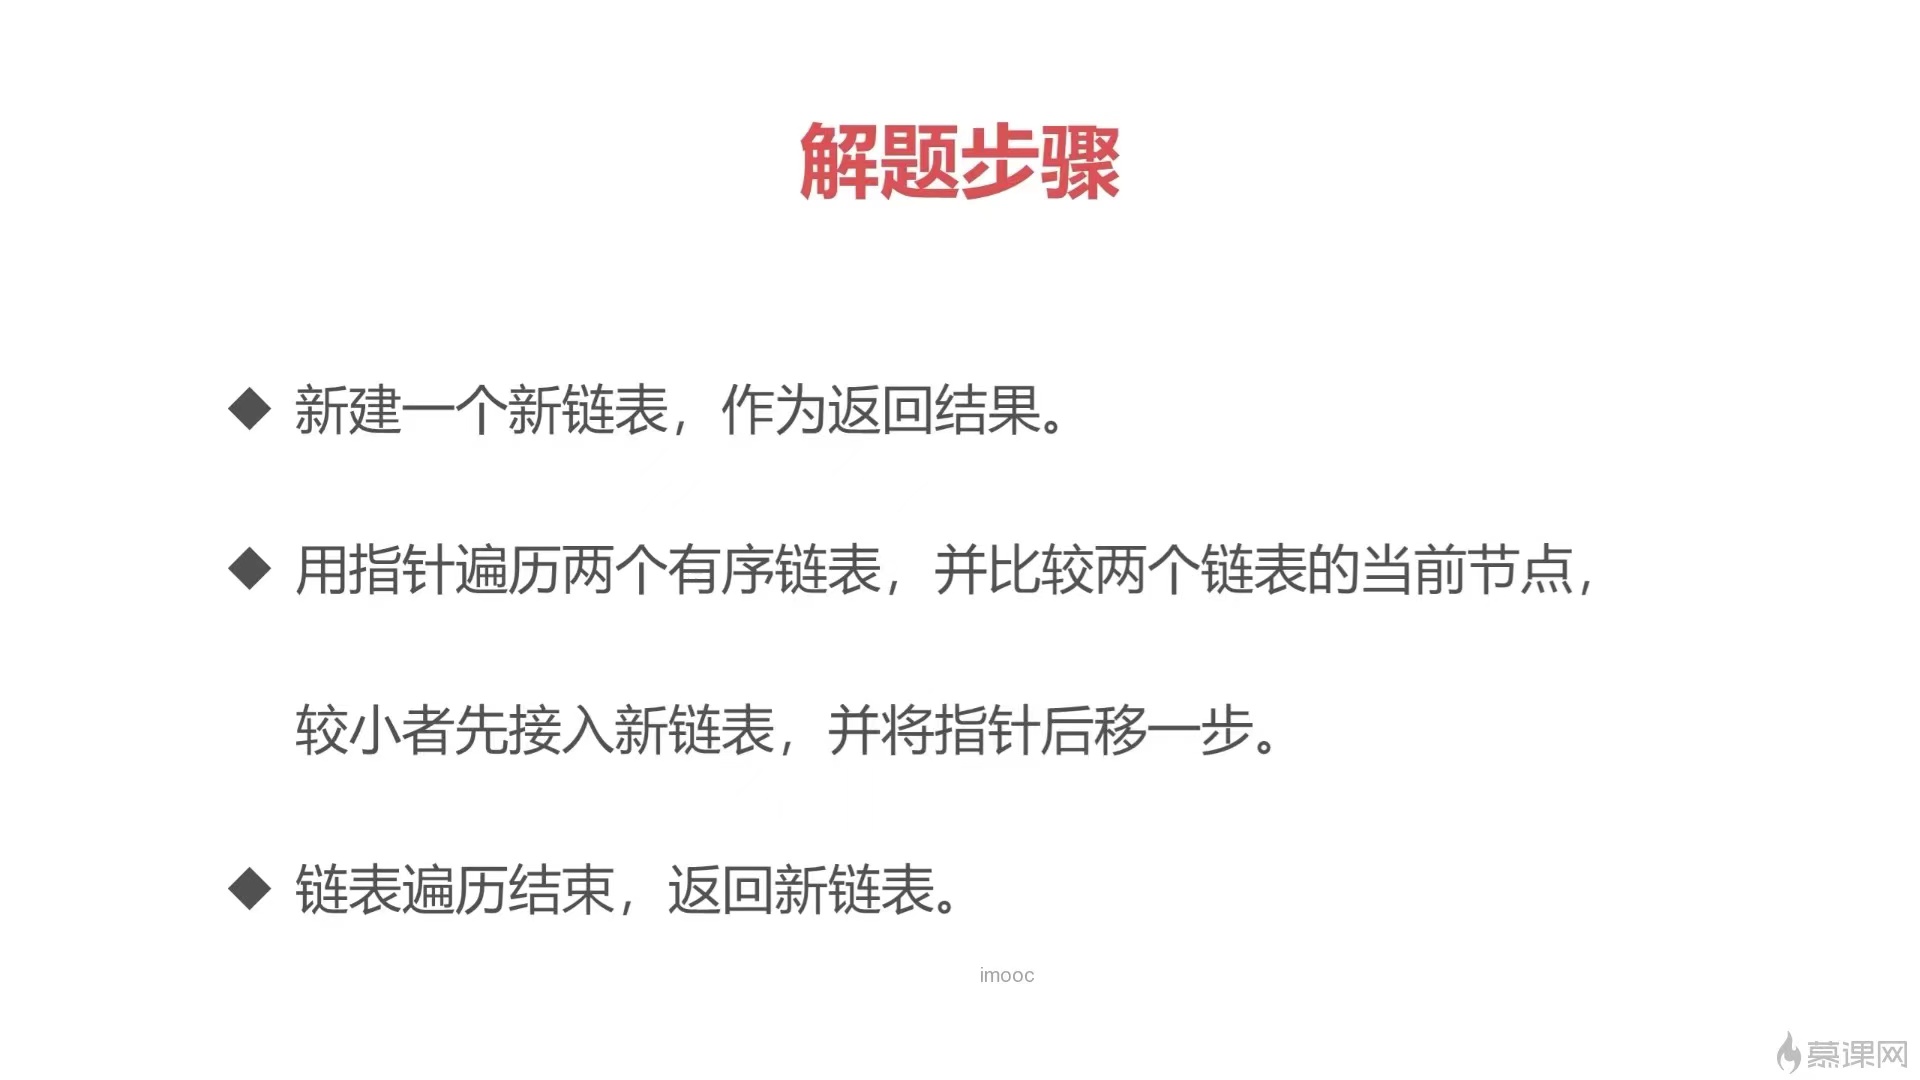 解题步骤
◆ 新建一个新链表，作为返回结果。
◆ 用指针遍历两个有序链表，并比较两个链表的当前节点，
较小者先接入新链表，并将指针后移一步。
◆ 链表遍历结束，返回新链表。
imooc
慕课网